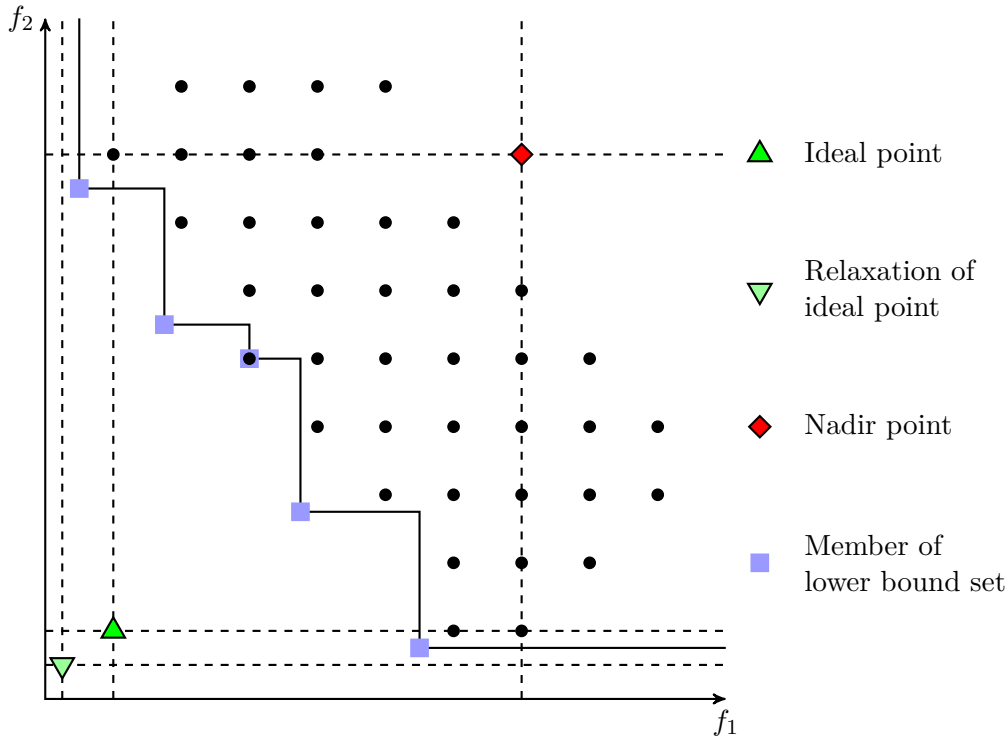 f2
Ideal point
Relaxation of
ideal point
Nadir point
Member of
lower bound set
f1